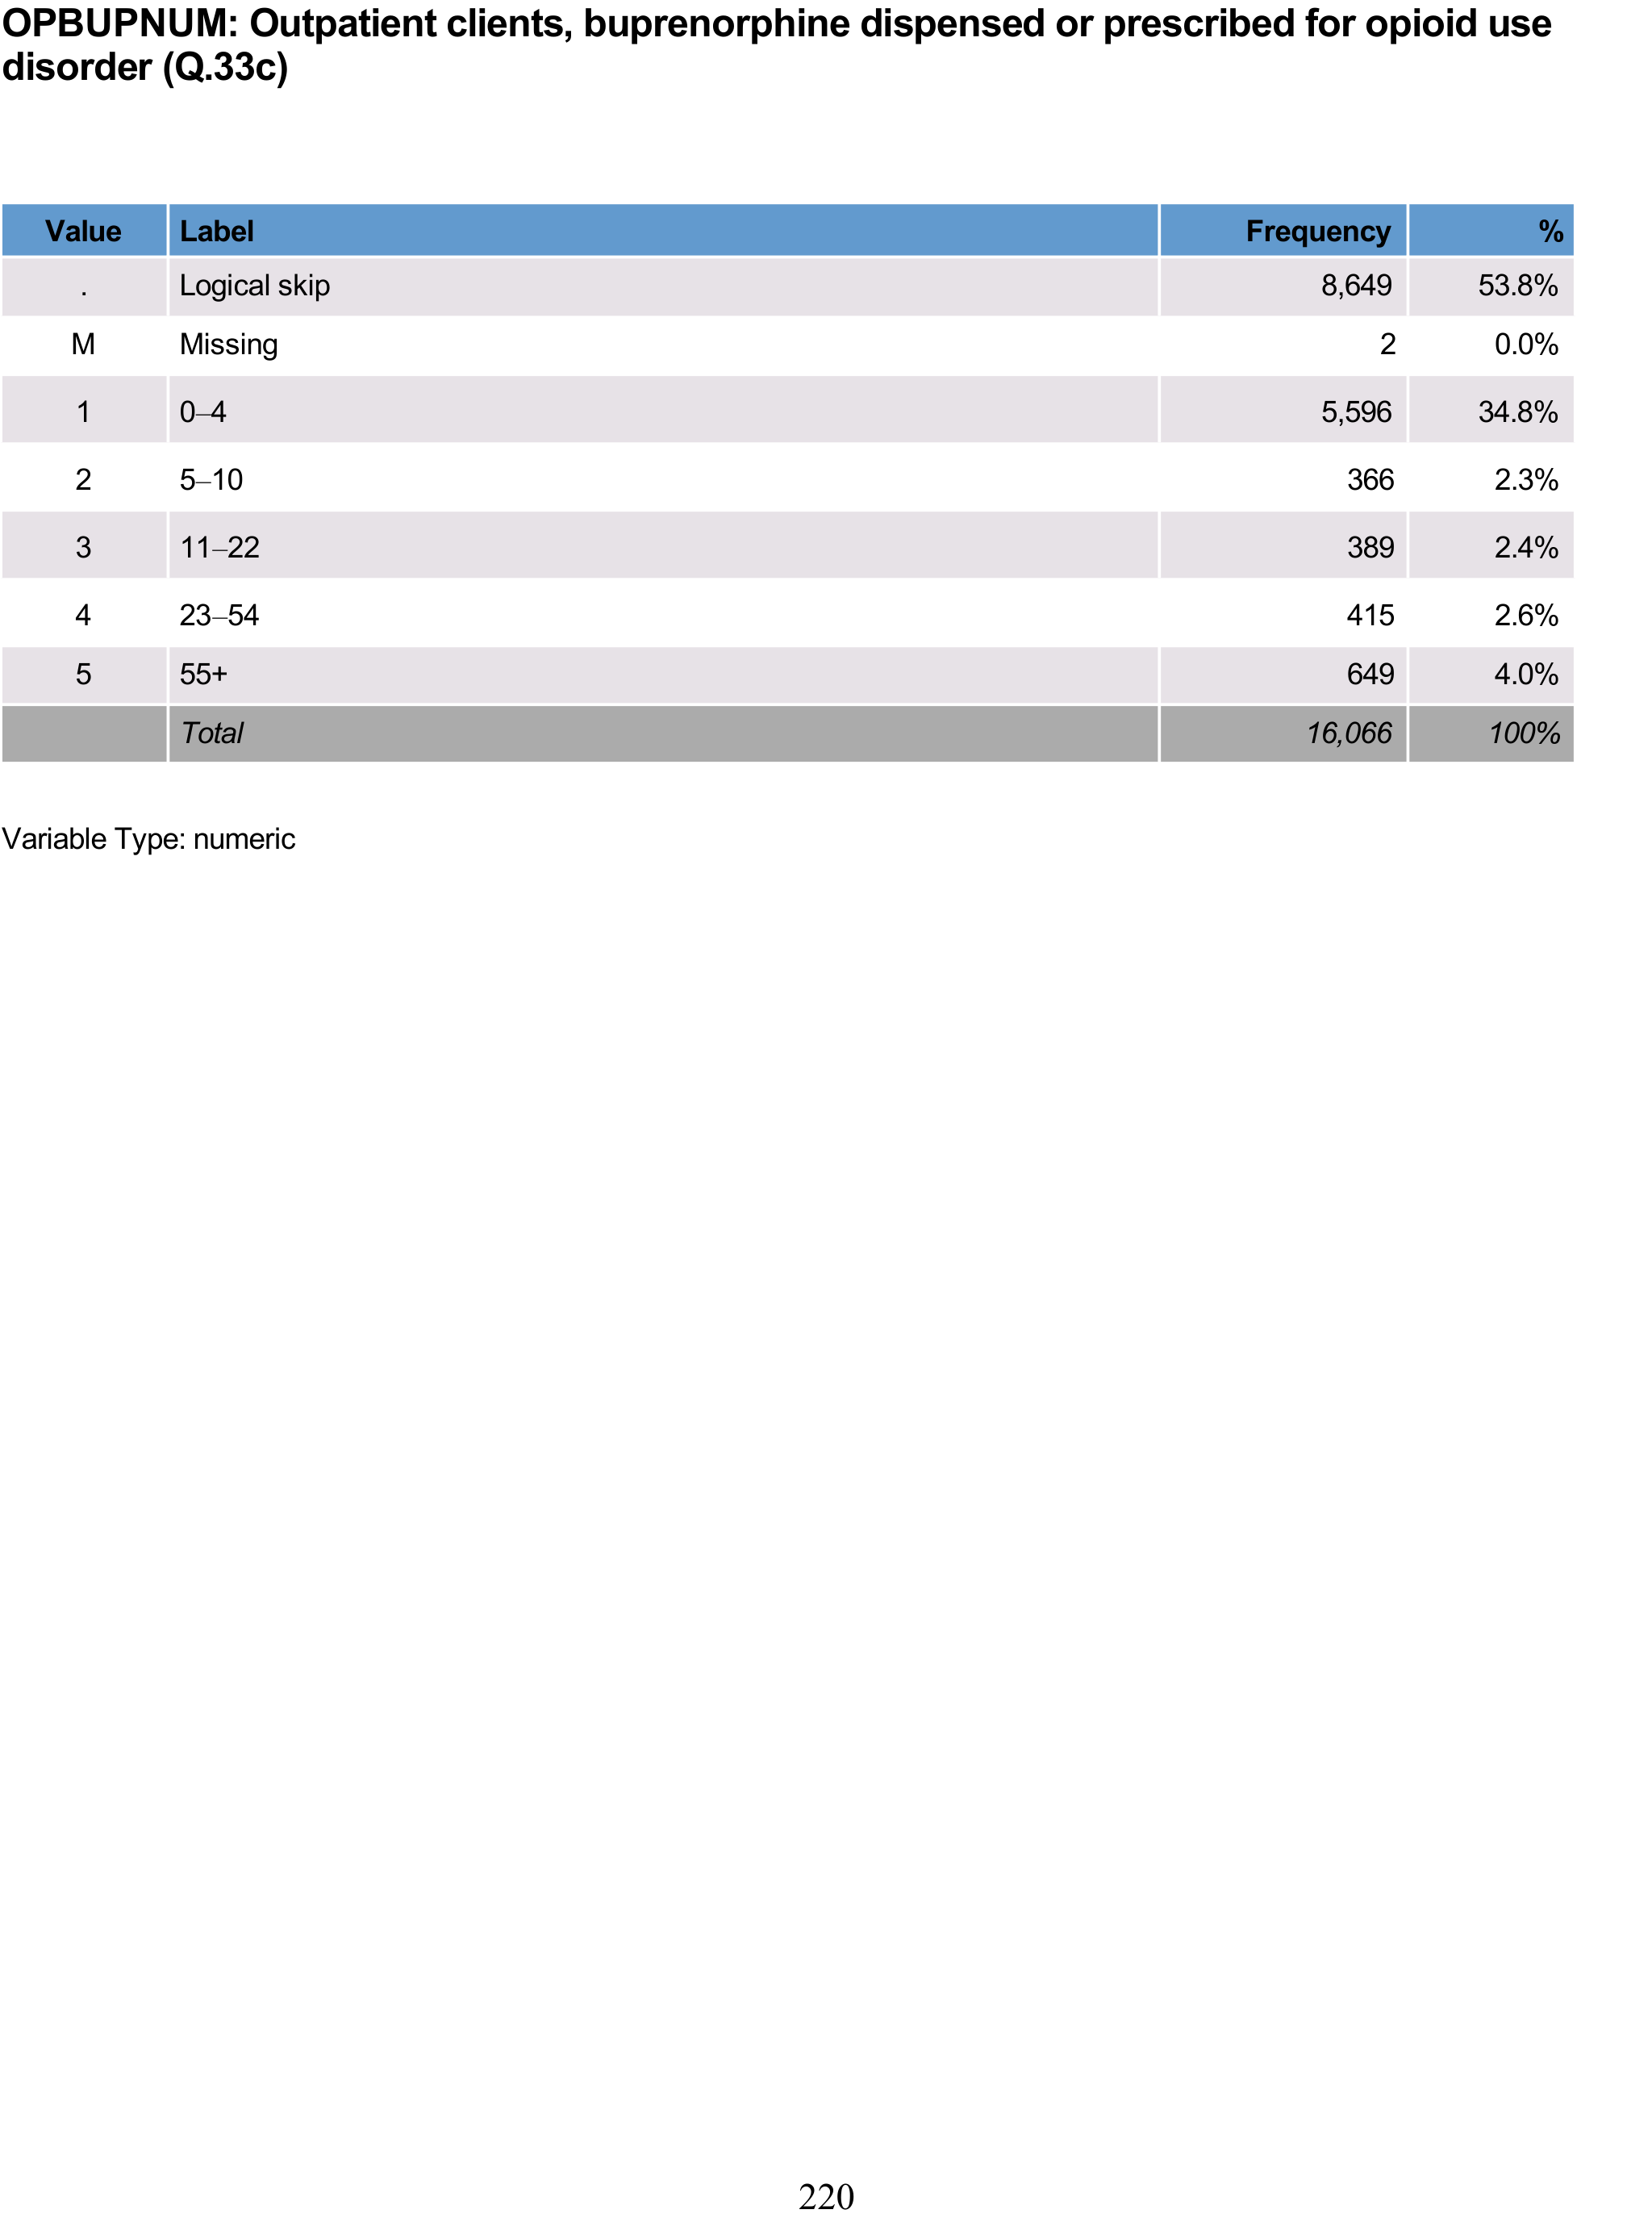 OPBUPNUM: Outpatient clients, buprenorphine dispensed or prescribed for opioid use
disorder (Q.33c)
Value Label Frequency %
. Logical skip 8,649 53.8%
M Missing 2 0.0%
1 0–4 5,596 34.8%
2 5–10 366 2.3%
3 11–22 389 2.4%
4 23–54 415 2.6%
5 55+ 649 4.0%
Total 16,066 100%
Variable Type: numeric
220